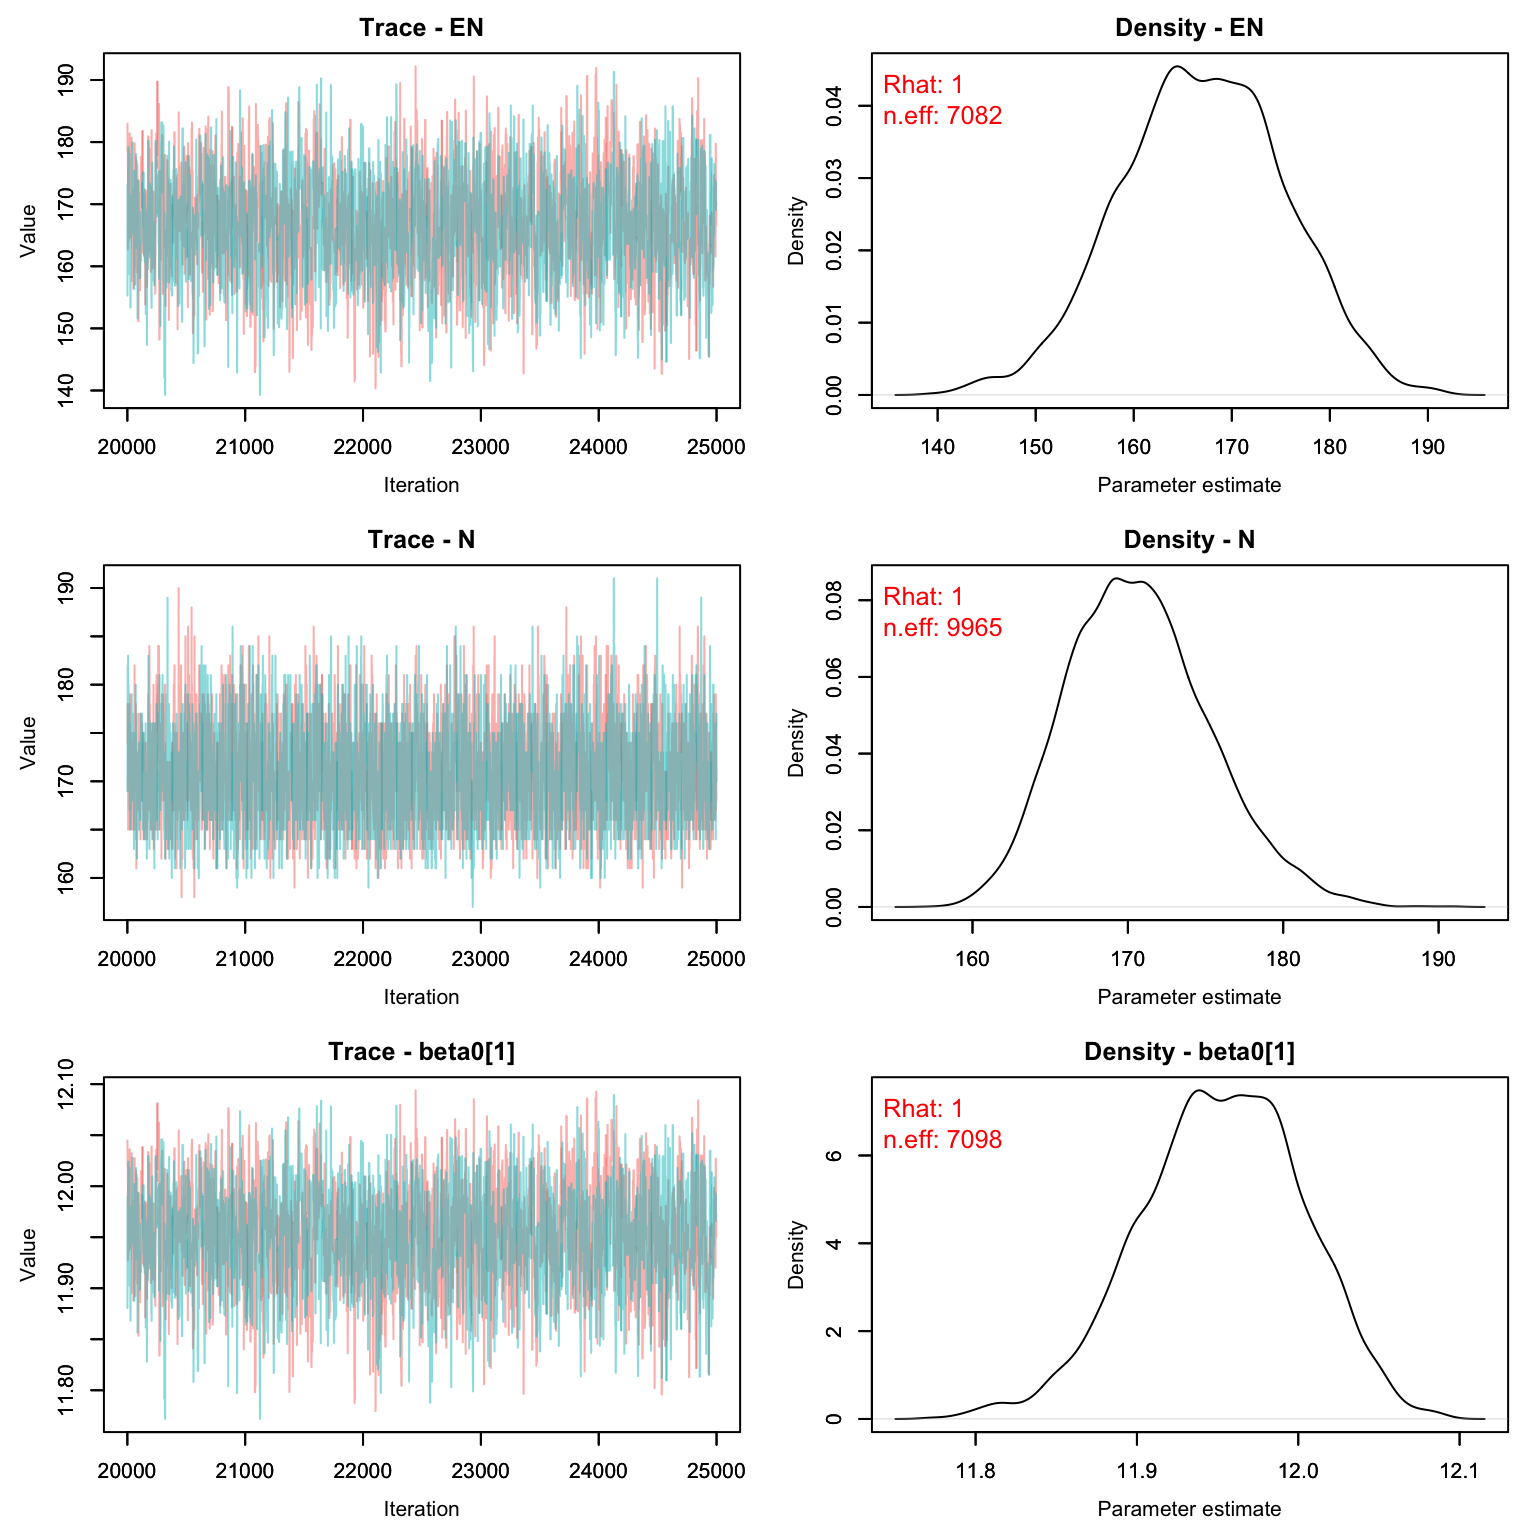 Trace - EN
Value
190
180
170
160
150
140
20000 21000 22000 23000 24000 25000
Iteration
Density - EN
Rhat: 1
n.eff: 7082
Density
0.04
0.03
0.02
0.01
0.00
140 150 160 170 180 190
Parameter estimate
Trace - N
Value
190
180
170
160
20000 21000 22000 23000 24000 25000
Iteration
Density - N
Rhat: 1
n.eff: 9965
Density
0.08
0.06
0.04
0.02
0.00
160 170 180 190
Parameter estimate
Trace - beta0[1]
Value
12.10
12.00
11.90
11.80
20000 21000 22000 23000 24000 25000
Iteration
Density - beta0[1]
Rhat: 1
n.eff: 7098
Density
6
4
2
0
11.8 11.9 12.0 12.1
Parameter estimate